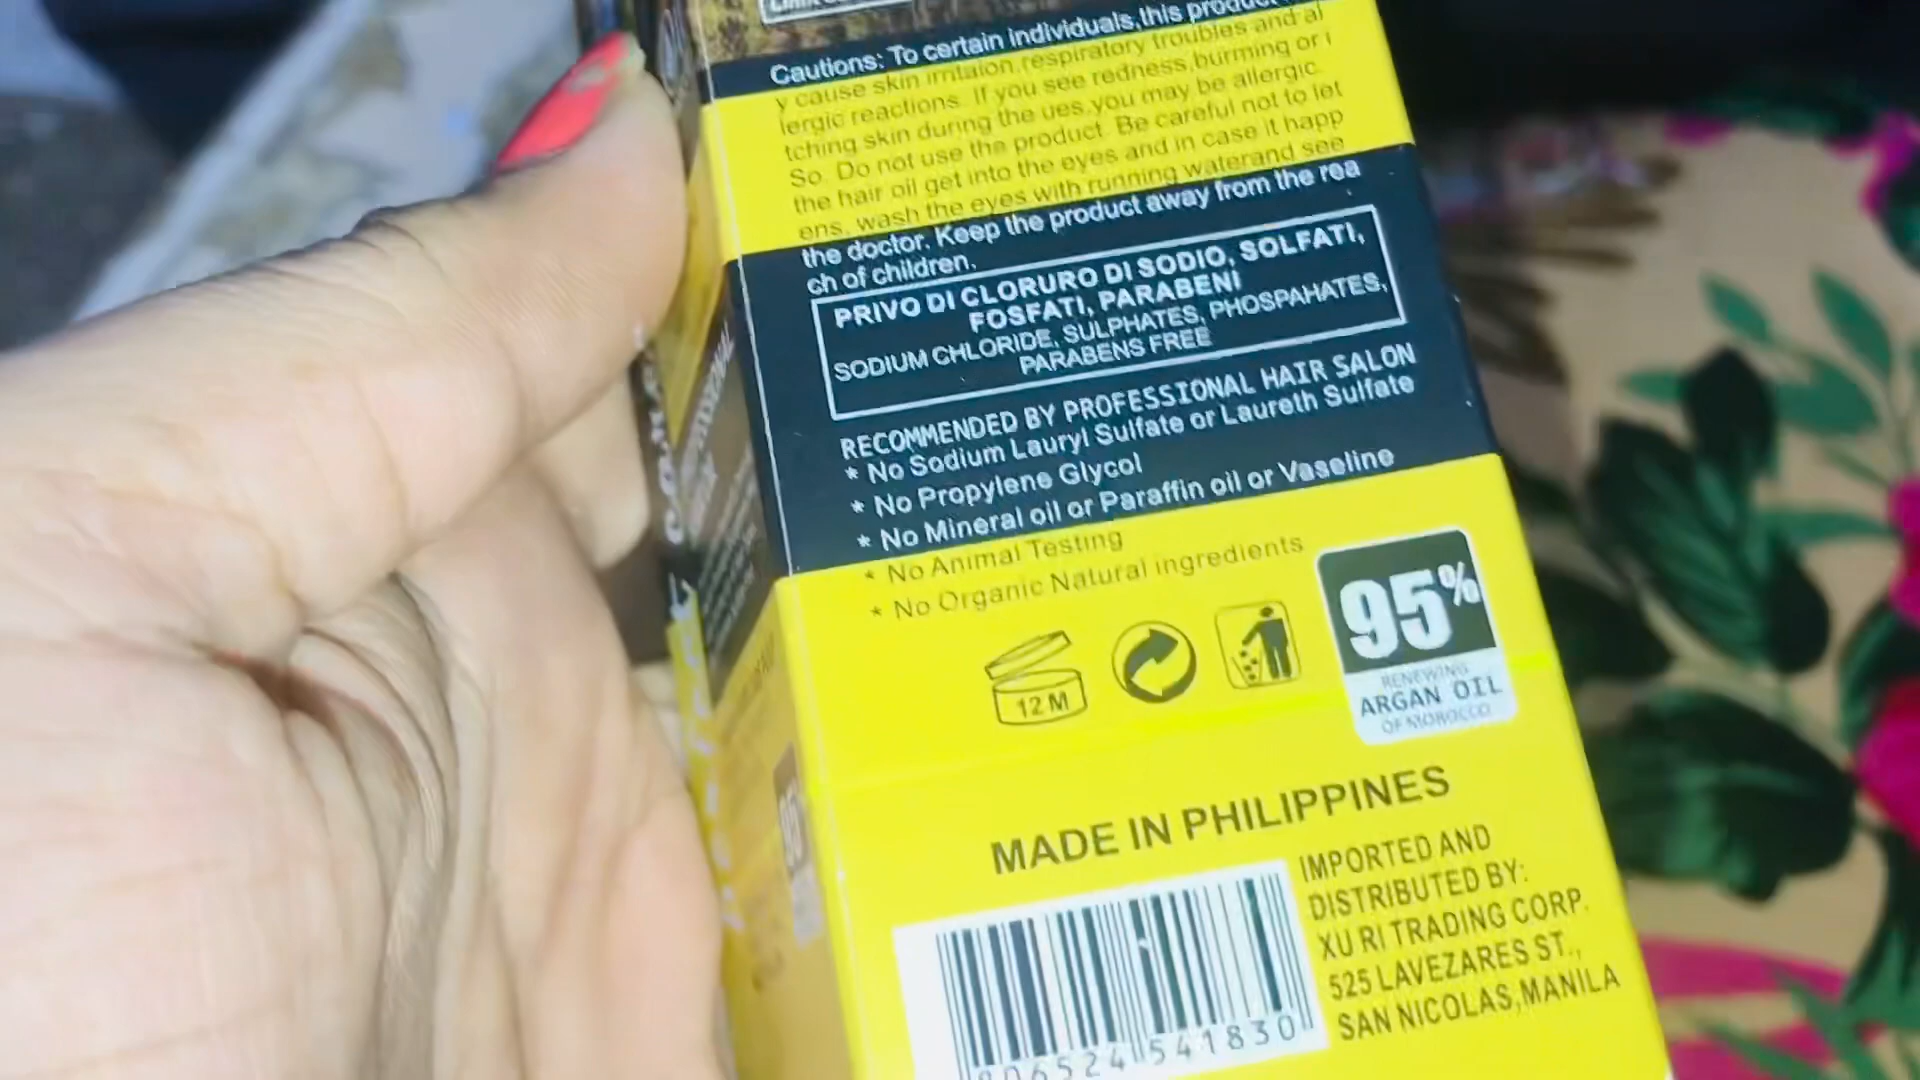 Cautions: To certain individuals,this product
y cause skin irritaion,respiratory troubles and al
lergic reactions. If you see redness,burming or i
tching skin during the ues,you may be allergic.
So. Do not use tha product. Be careful not to let
the hair oil get into the eyes and in case it happ
ens, wash the eyes with running waterand see
the doctor. Keep the product away from the rea
ch of children.
PRIVO DI CLORURO DI SODIO, SOLFATI,
FOSFATI, PARABENI
SODIUM CHLORIDE, SULPHATES, PHOSPAHATES,
PARABENS FREE
RECOMMENDED BY PROFESSIONAL HAIR SALON
* No Sodium Lauryl Sulfate or Laureth Sulfate
* No Propylene Glycol
* No Mineral oil or Paraffin oil or Vaseline
* No Animal Testing
* No Organic Natural ingredients
12 M
95%
RENEWING
ARGAN OIL
OF MOROCCO
MADE IN PHILIPPINES
IMPORTED AND
DISTRIBUTED BY:
XU RI TRADING CORP.
525 LAVEZARES ST.,
SAN NICOLAS,MANILA
806524 541830